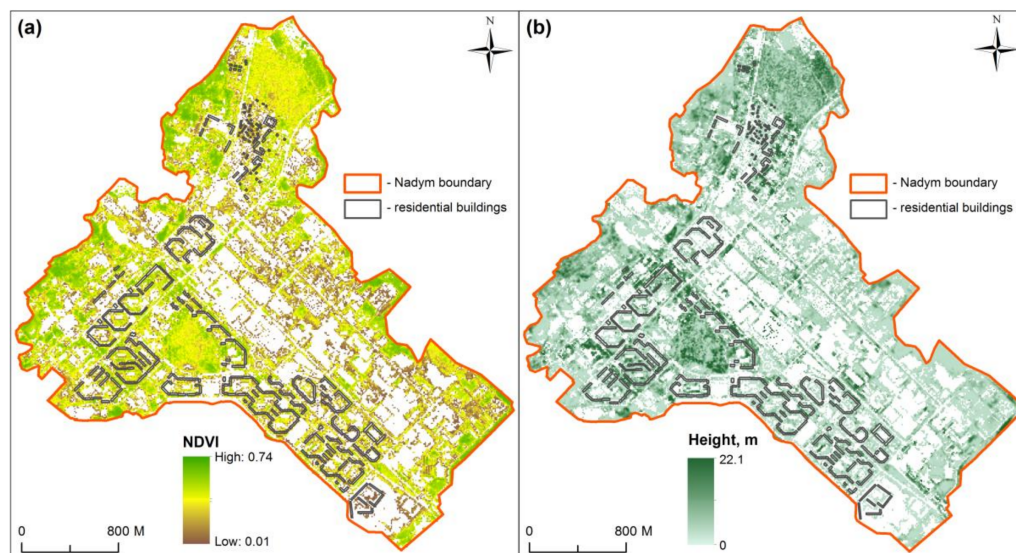 (a)
N
- Nadym boundary
- residential buildings
NDVI
High: 0.74
Low: 0.01
0 800 M
(b)
N
- Nadym boundary
- residential buildings
Height, m
22.1
0
0 800 M